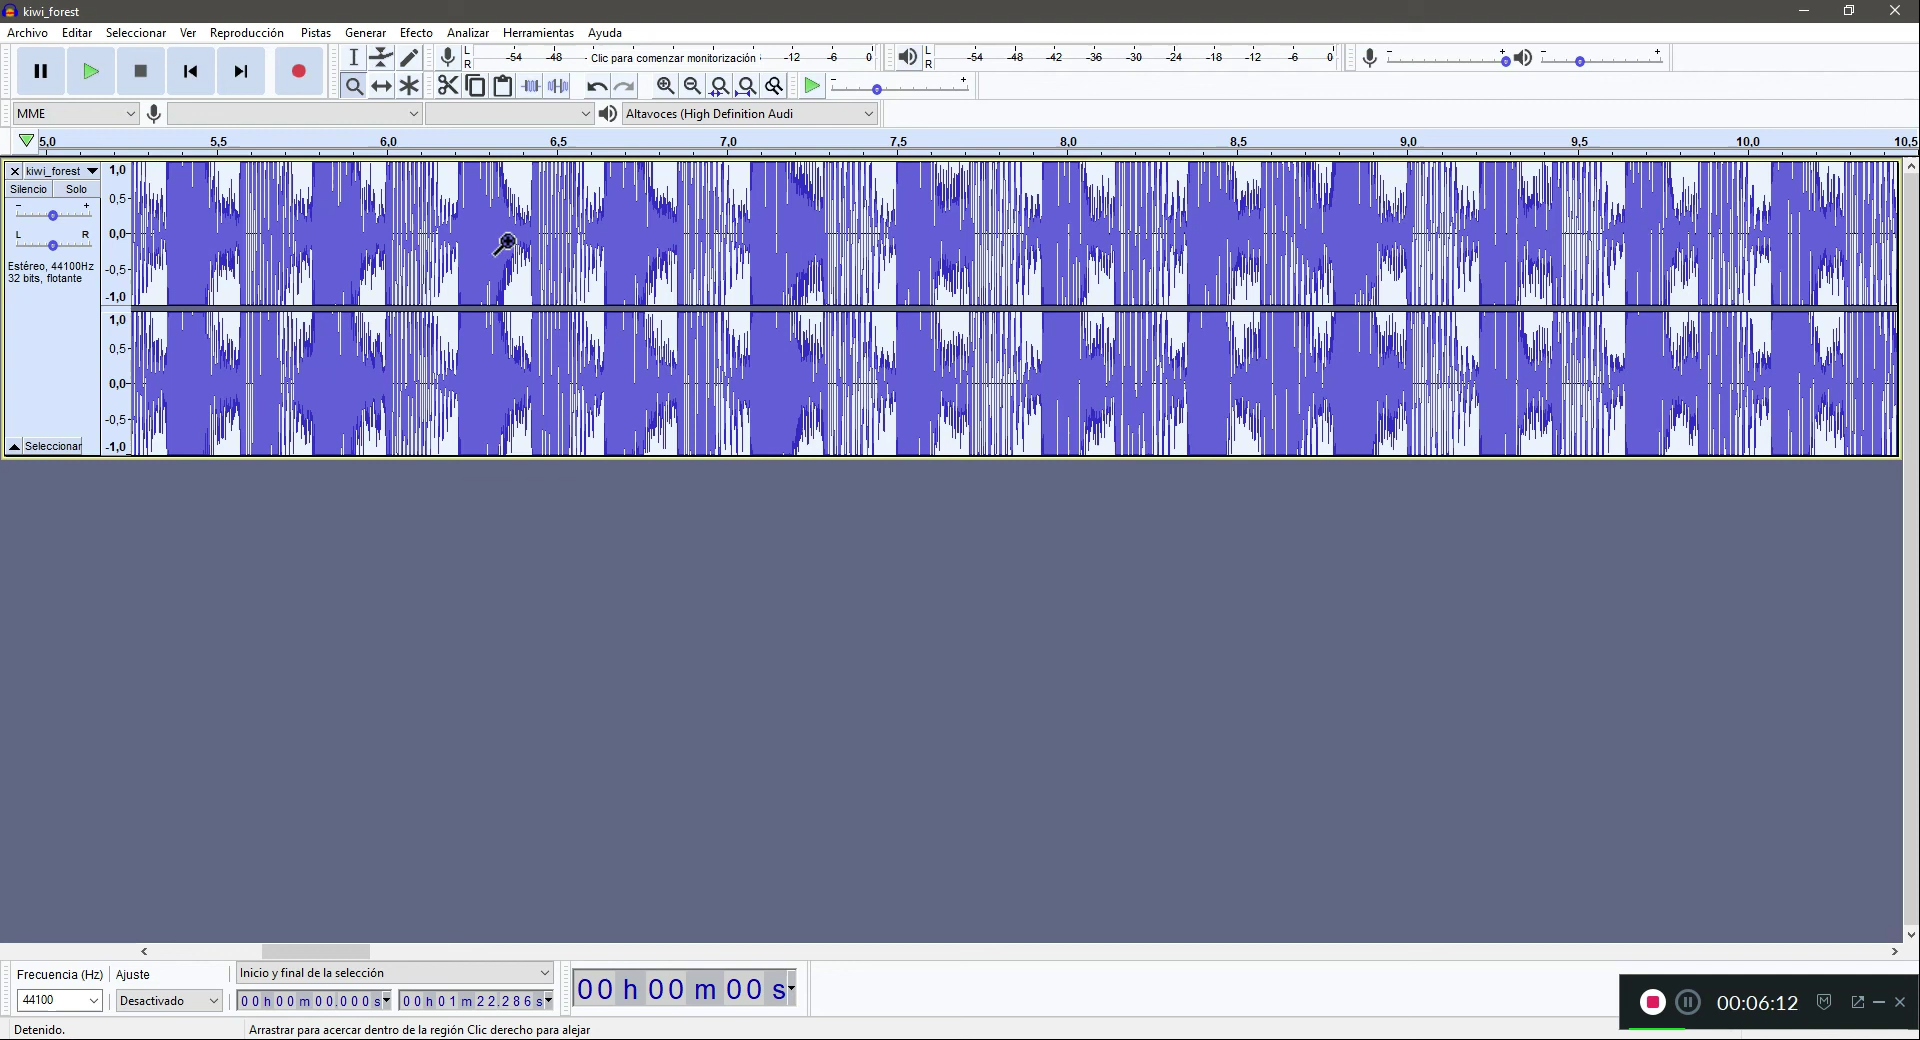 kiwi_forest
Archivo Editar Seleccionar Ver Reproducción Pistas Generar Efecto Analizar Herramientas Ayuda
L R -54 -48 - Clic para comenzar monitorización -12 -6 0 L R -54 -48 -42 -36 -30 -24 -18 -12 -6 0 - + - +
- +
MME Altavoces (High Definition Audi
5,0 5,5 6,0 6,5 7,0 7,5 8,0 8,5 9,0 9,5 10,0 10,5
kiwi_forest
Silencio Solo
- +
L R
Estéreo, 44100Hz
32 bits, flotante
1,0
0,5-
0,0-
-0,5-
-1,0
1,0
0,5-
0,0-
-0,5-
-1,0
Seleccionar
Frecuencia (Hz) Ajuste Inicio y final de la selección
44100 Desactivado 00 h 00 m 00.000 s 00 h 01 m 22.286 s
00 h 00 m 00 s
00:06:12
Detenido. Arrastrar para acercar dentro de la región Clic derecho para alejar